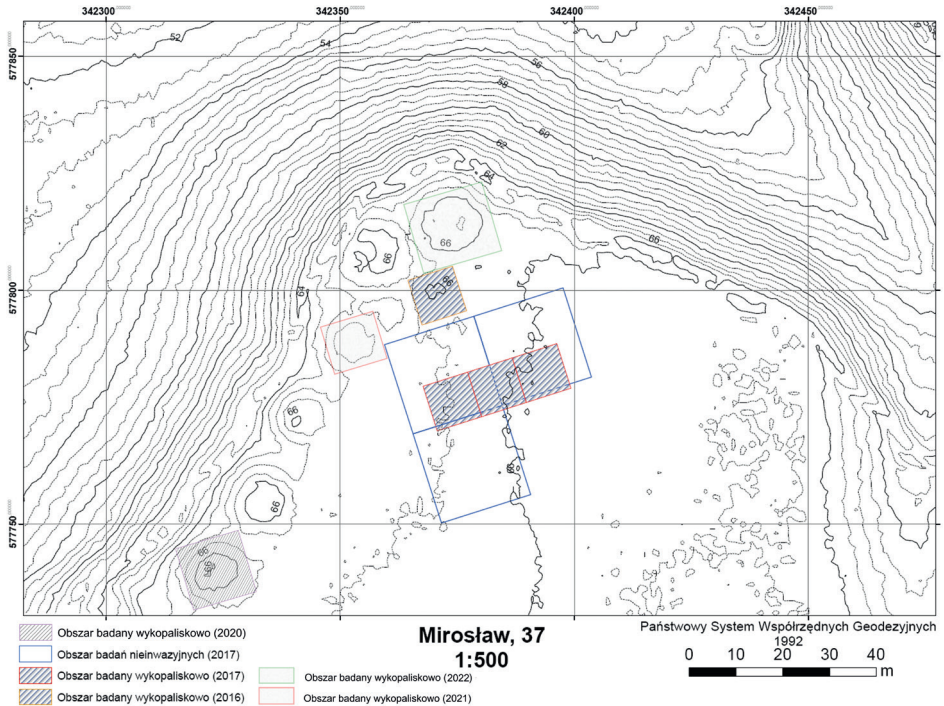 342300
342350
342400
342450
52
54
56
58
60
62
64
66
66
66
66
64
66
66
66
66
577850
577800
577750
Obszar badany wykopaliskowo (2020)
Obszar badań nieinwazyjnych (2017)
Obszar badany wykopaliskowo (2017)
Obszar badany wykopaliskowo (2016)
Obszar badany wykopaliskowo (2022)
Obszar badany wykopaliskowo (2021)
Mirosław, 37
1:500
Państwowy System Współrzędnych Geodezyjnych
1992
0 10 20 30 40
m